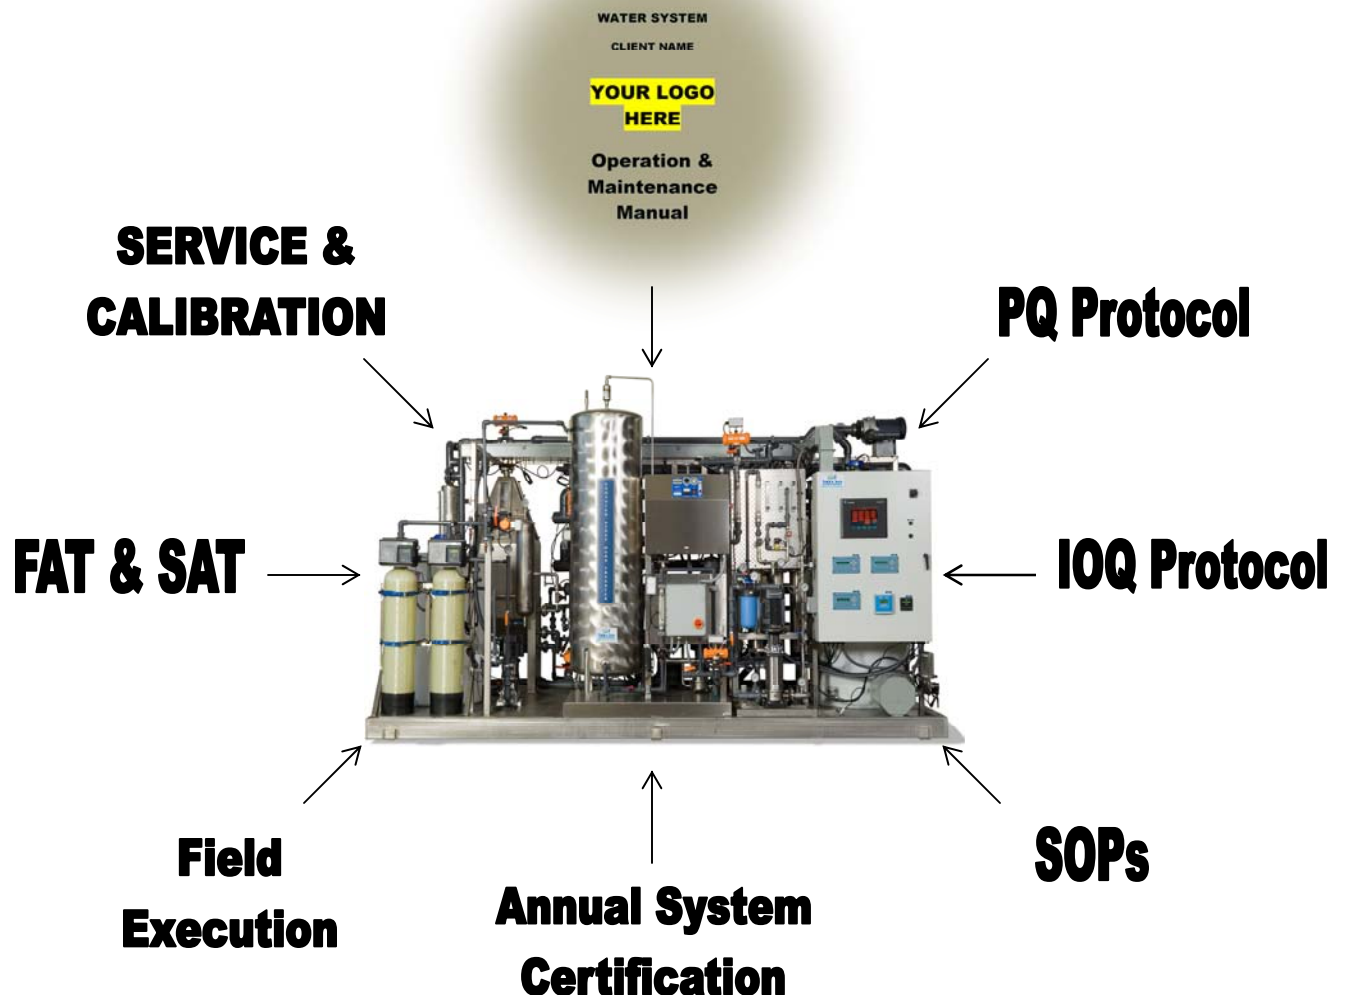 WATER SYSTEM
CLIENT NAME
YOUR LOGO
HERE
Operation &
Maintenance
Manual
SERVICE &
CALIBRATION
PQ Protocol
FAT & SAT
IOQ Protocol
Field
Execution
SOPs
Annual System
Certification